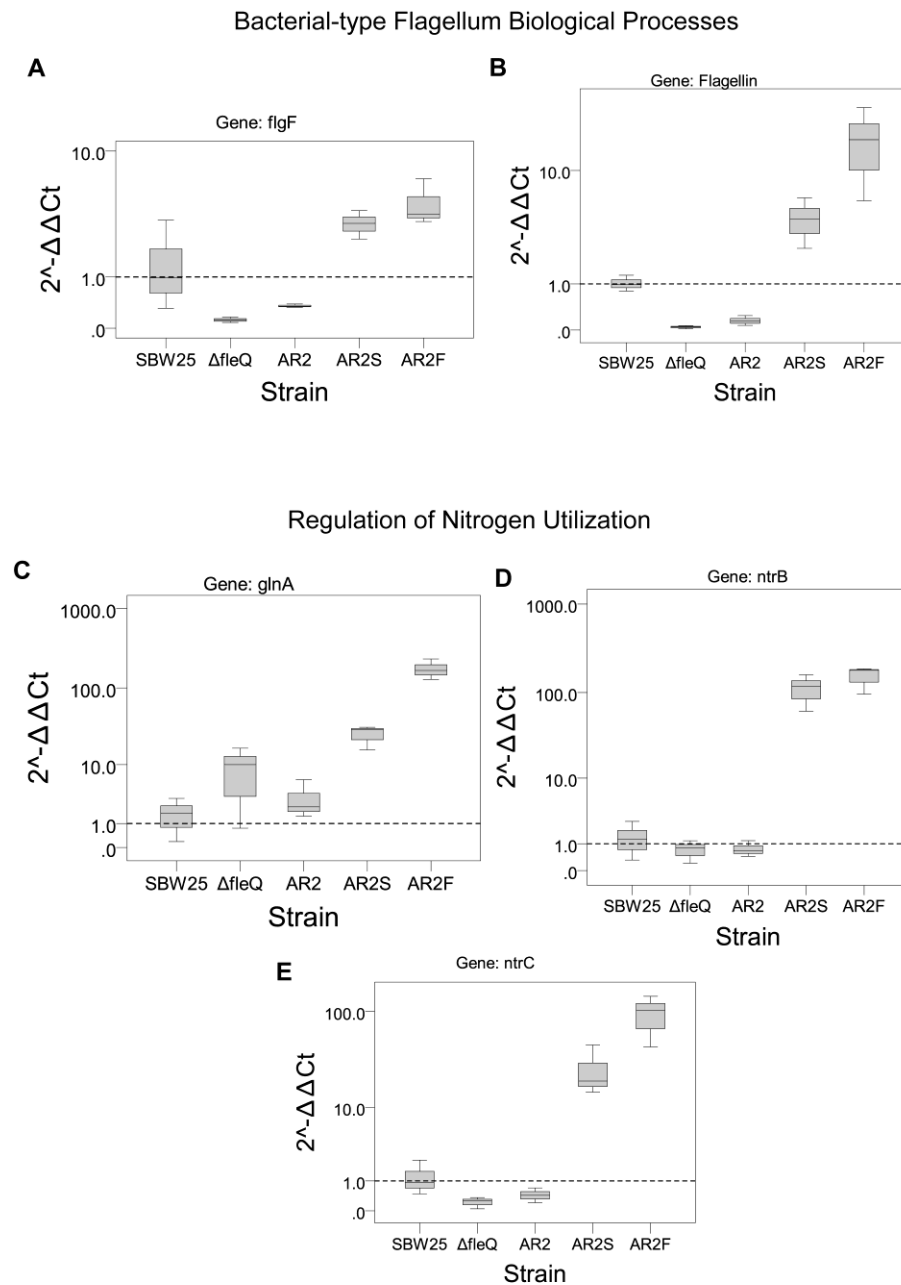 Bacterial-type Flagellum Biological Processes
A
Gene: flgF
10.0
1.0
.0
2^-ΔΔCt
SBW25 ΔfleQ AR2 AR2S AR2F
Strain
B
Gene: Flagellin
10.0
1.0
.0
2^-ΔΔCt
SBW25 ΔfleQ AR2 AR2S AR2F
Strain
Regulation of Nitrogen Utilization
C
Gene: glnA
1000.0
100.0
10.0
1.0
.0
2^-ΔΔCt
SBW25 ΔfleQ AR2 AR2S AR2F
Strain
D
Gene: ntrB
1000.0
100.0
10.0
1.0
.0
2^-ΔΔCt
SBW25 ΔfleQ AR2 AR2S AR2F
Strain
E
Gene: ntrC
100.0
10.0
1.0
.0
2^-ΔΔCt
SBW25 ΔfleQ AR2 AR2S AR2F
Strain